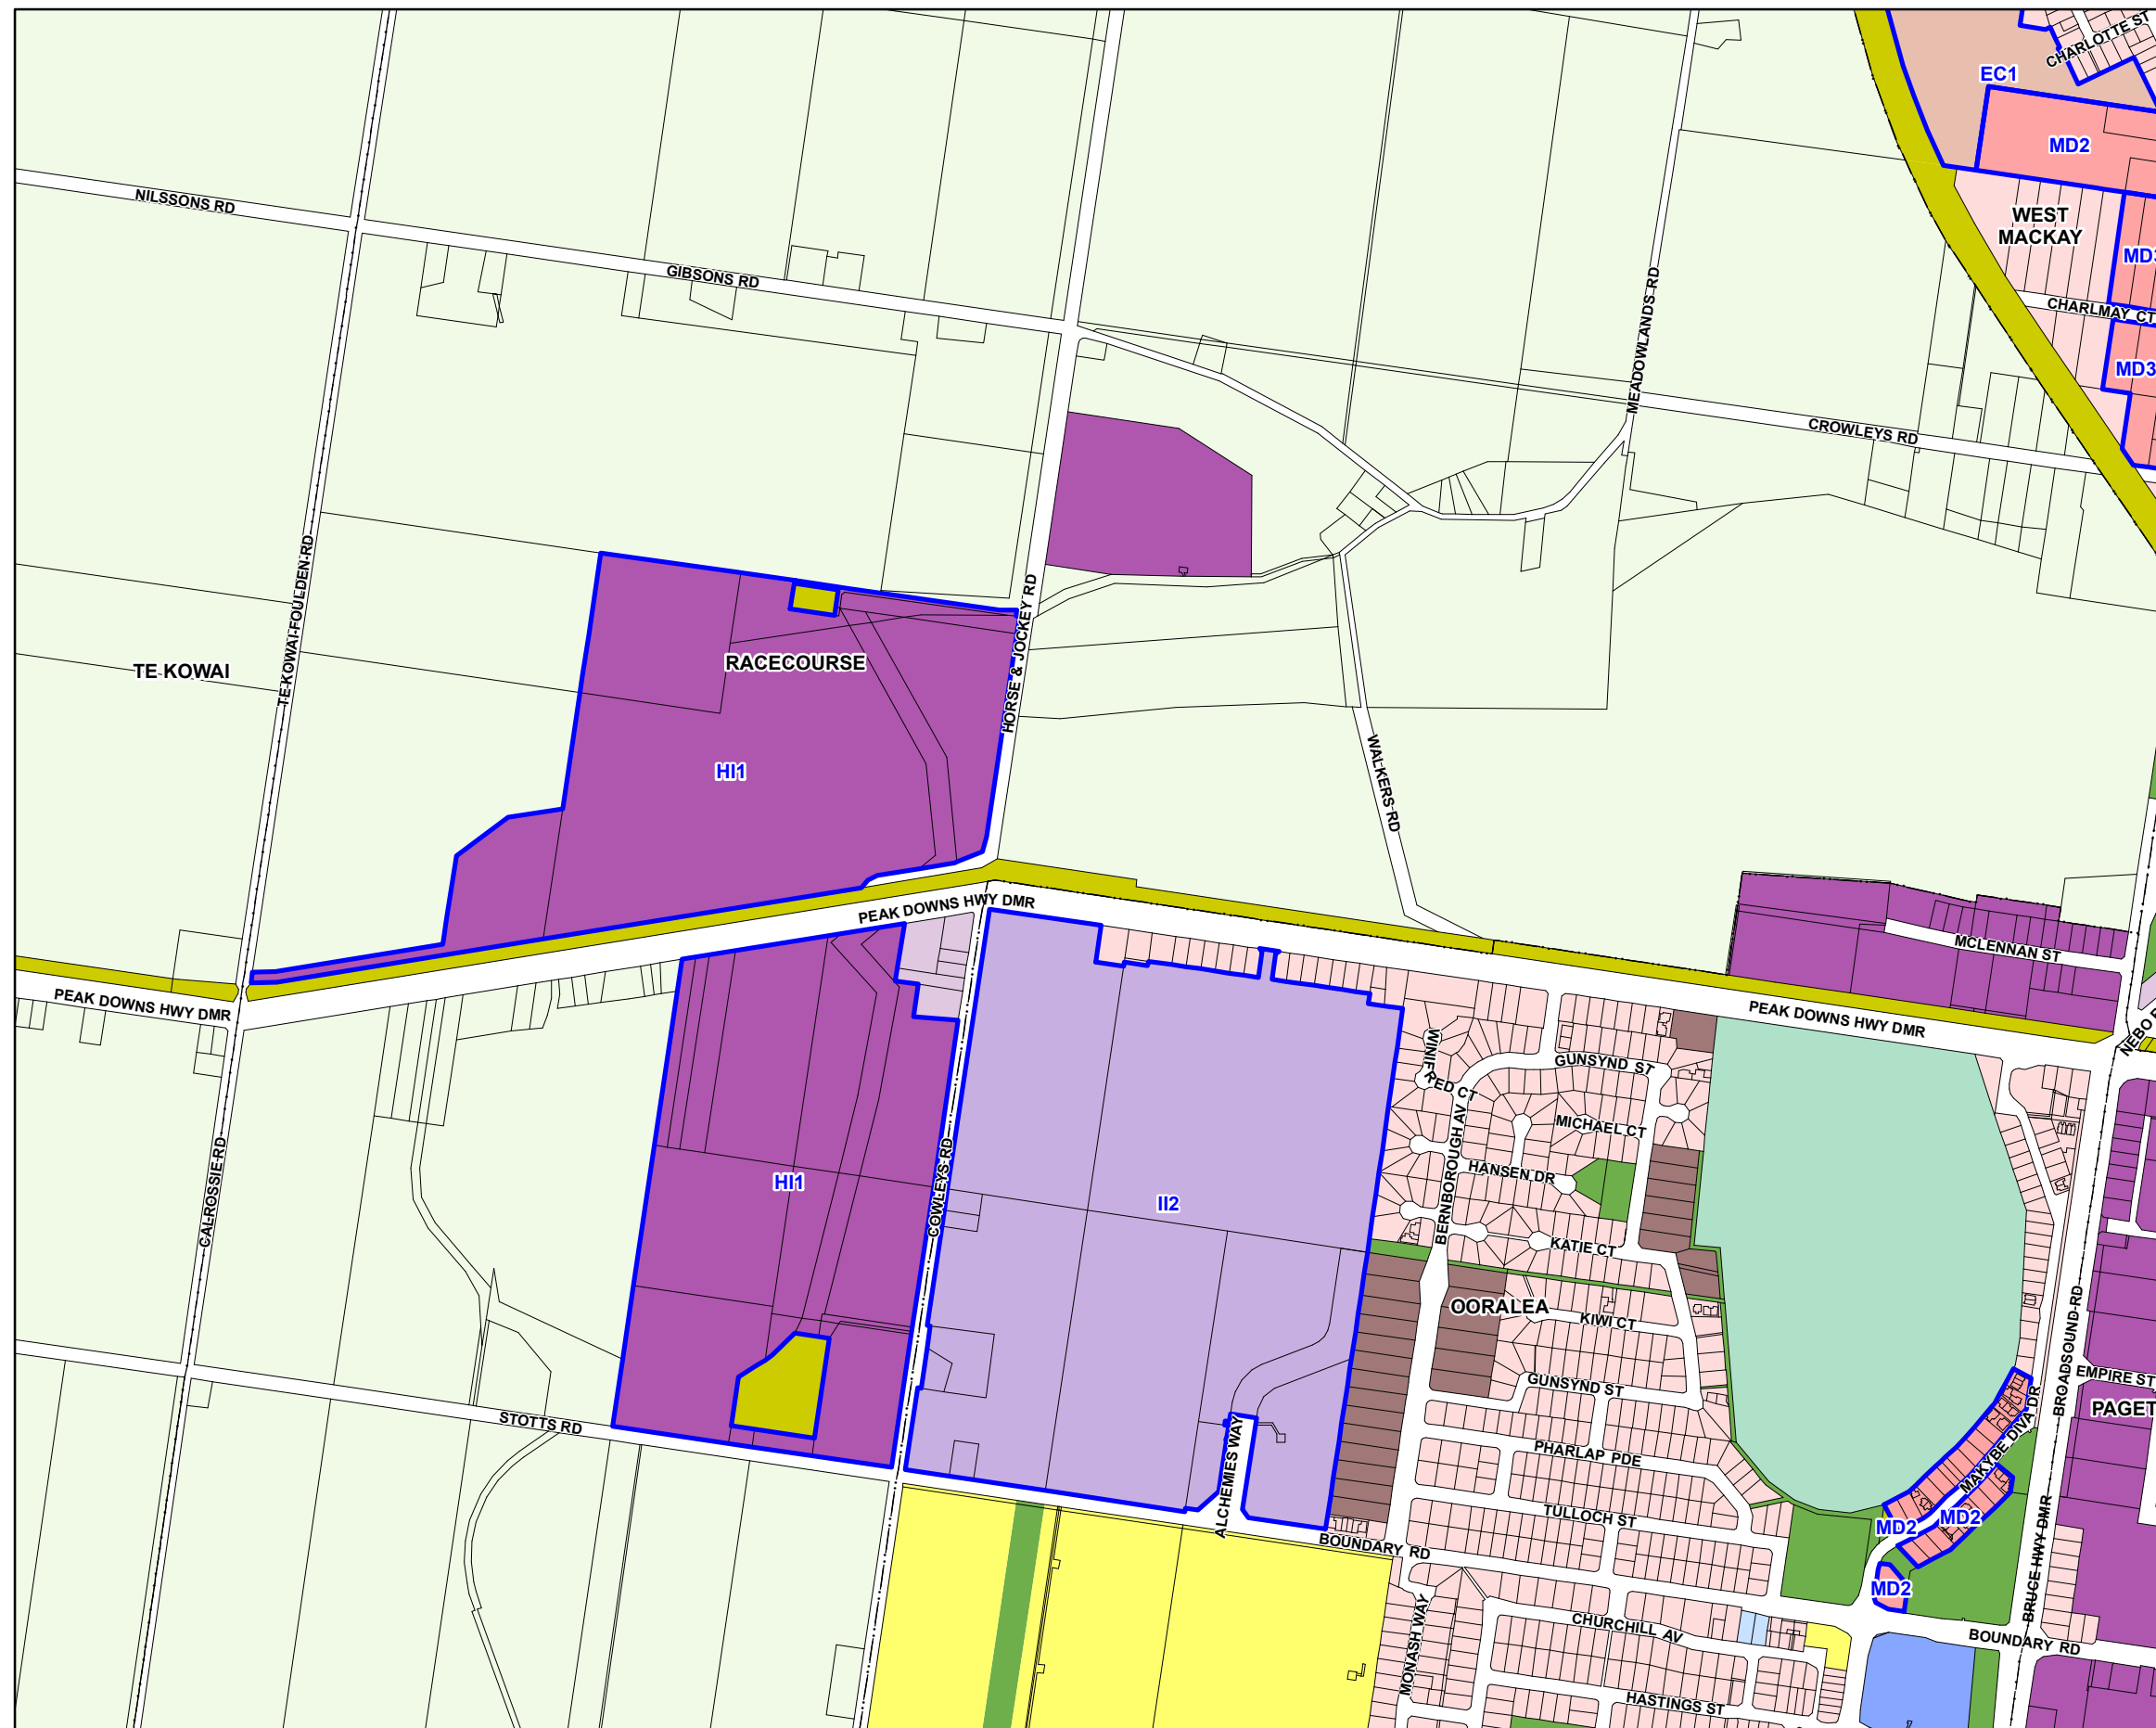 CHARLOTTE ST
EC1
MD2
NILSSONS RD
WEST
MACKAY
GIBSONS RD
MD3
CHARLMAY CT
MEADOWLANDS RD
MD3
CROWLEYS RD
TE-KOWAI-FOULDEN-RD
HORSE & JOCKEY RD
RACECOURSE
TE KOWAI
HI1
WALKERS RD
PEAK DOWNS HWY DMR
MCLENNAN ST
PEAK DOWNS HWY DMR
PEAK DOWNS HWY DMR
WINIF
RED CT
GUNSYND ST
MICHAEL CT
BERNBOROUGH AV
HANSEN DR
CALROSSIE-RD
COWLEYS-RD
HI1
II2
KATIE CT
OORALEA
KIWI CT
BROADSOUND-RD
EMPIRE ST
GUNSYND ST
PAGET
STOTTS RD
MAKYBE DIVA DR
PHARLAP PDE
ALCHEMIES WAY
TULLOCH ST
MD2
MD2
BOUNDARY RD
BRUCE HWY DMR
MD2
MONASH WAY
CHURCHILL AV
BOUNDARY RD
HASTINGS ST